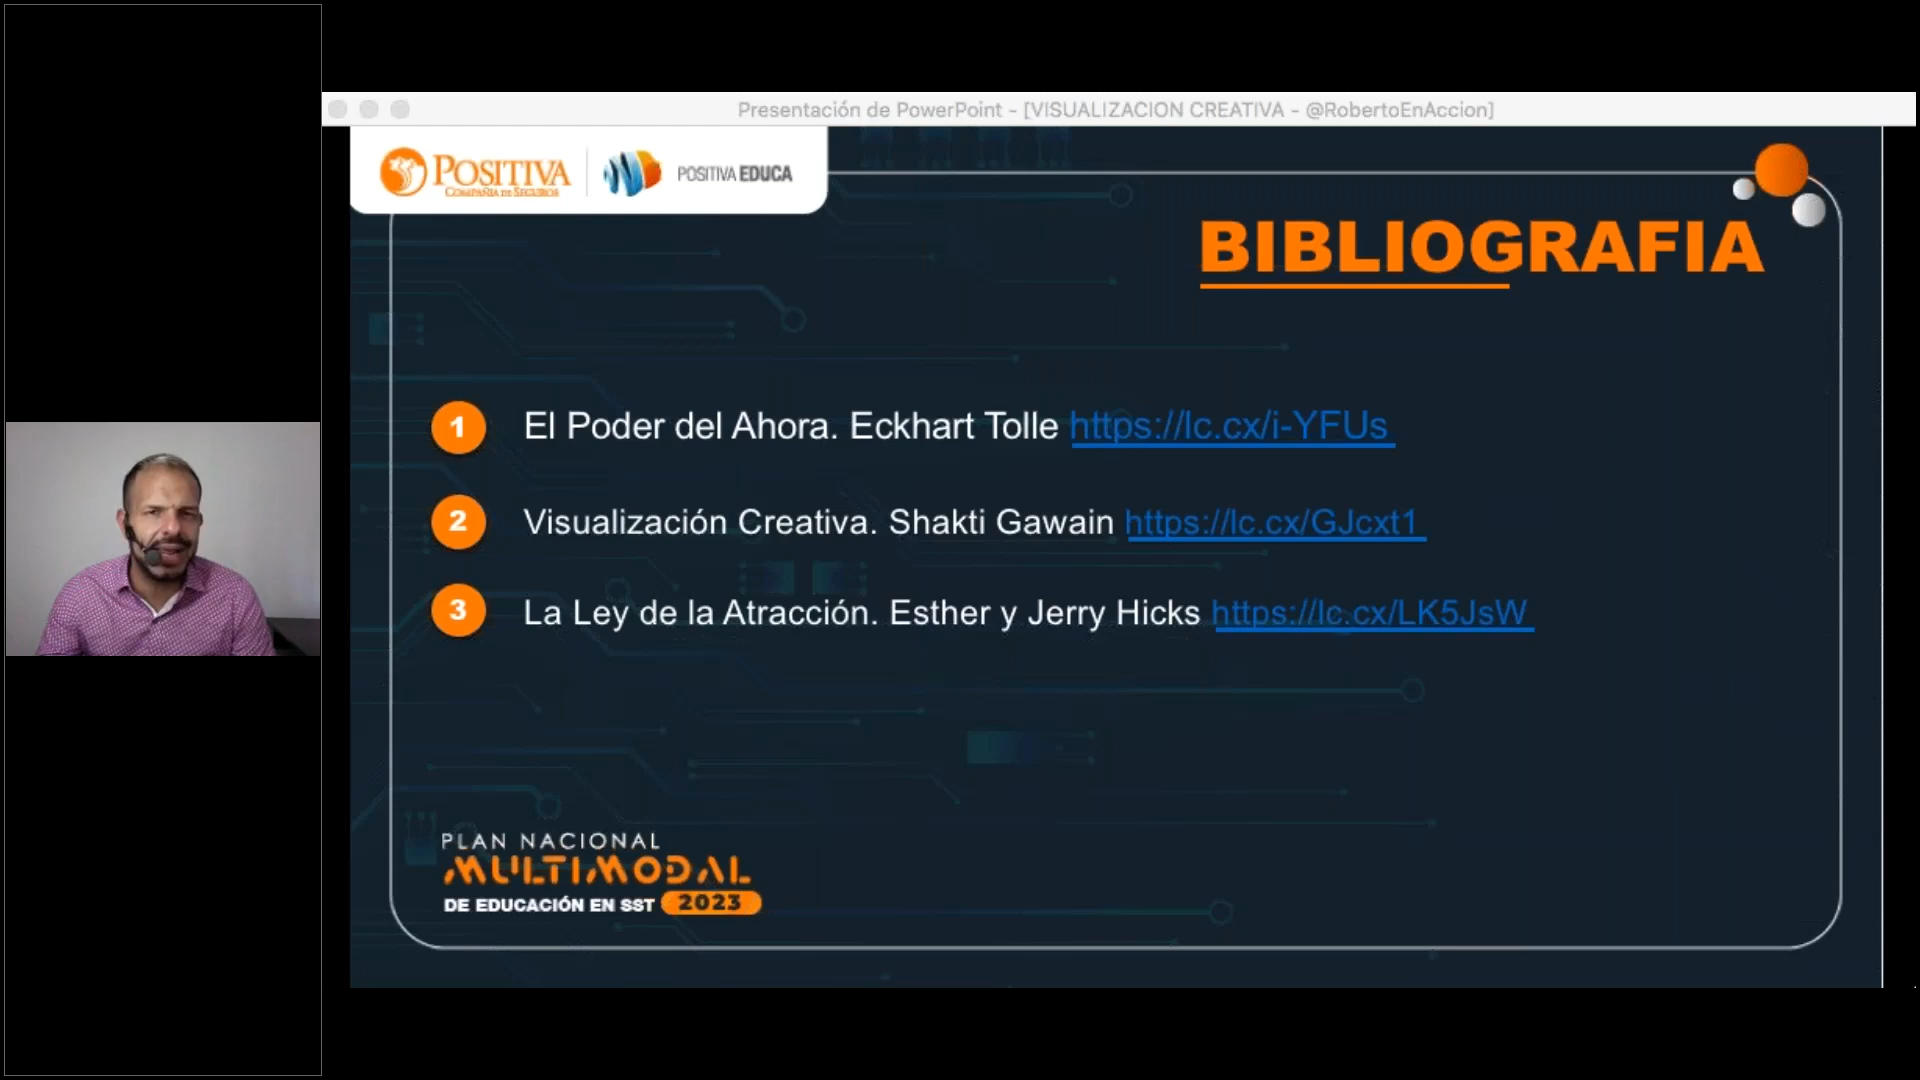 Presentación de PowerPoint - [VISUALIZACION CREATIVA - @RobertoEnAccion]
POSITIVA
COMPAÑIA DE SEGUROS
POSITIVA EDUCA
BIBLIOGRAFIA
1 El Poder del Ahora. Eckhart Tolle https://lc.cx/i-YFUs
2 Visualización Creativa. Shakti Gawain https://lc.cx/GJcxt1
3 La Ley de la Atracción. Esther y Jerry Hicks https://lc.cx/LK5JsW
PLAN NACIONAL
MULTIMODAL
DE EDUCACIÓN EN SST 2023